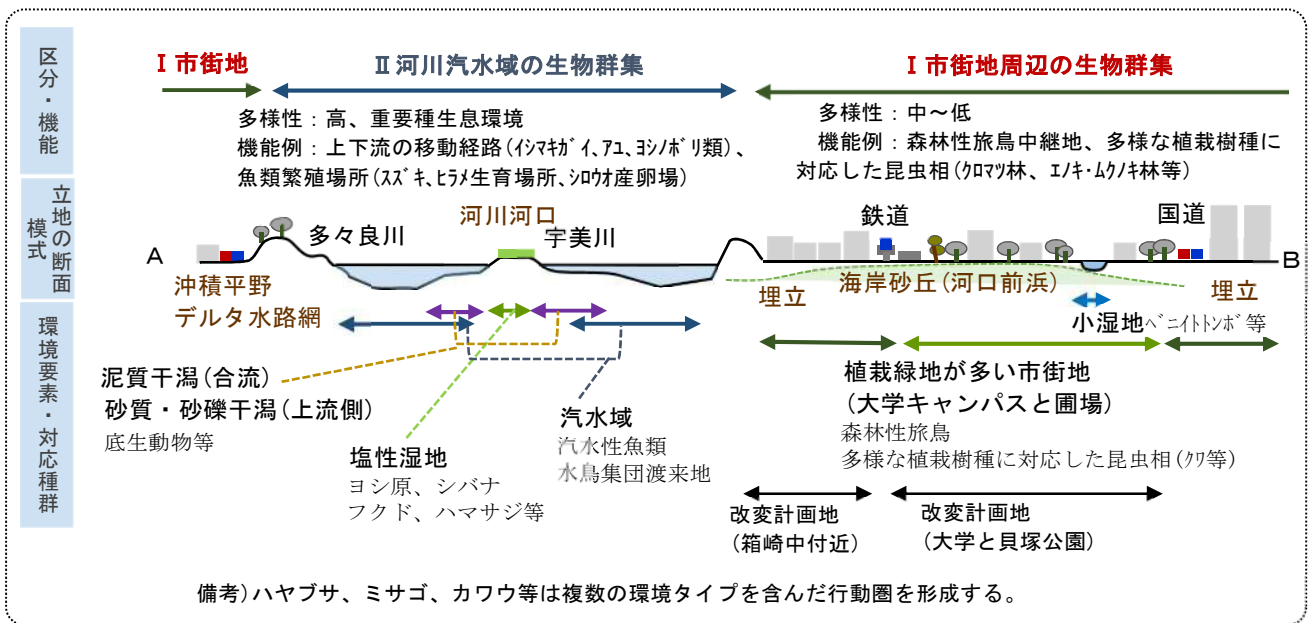 区分・機能
Ⅰ市街地
Ⅱ河川汽水域の生物群集
Ⅰ市街地周辺の生物群集
多様性：高、重要種生息環境
機能例：上下流の移動経路(ｲｼﾏｷｶﾞｲ､ｱﾕ､ﾖｼﾉﾎﾞﾘ類)、
魚類繁殖場所(ｽｽﾞｷ､ﾋﾗﾒ生育場所､ｼﾛｳｵ産卵場)
多様性：中～低
機能例：森林性旅鳥中継地、多様な植栽樹種に
対応した昆虫相(ｸﾛﾏﾂ林、ｴﾉｷ･ﾑｸﾉｷ林等)
立地の断面
模式
A
多々良川
河川河口
宇美川
鉄道
国道
B
沖積平野
デルタ水路網
埋立
海岸砂丘(河口前浜)
埋立
小湿地ﾍﾞﾆｲﾄﾄﾝﾎﾞ等
環境要素・対応種群
泥質干潟(合流)
砂質・砂礫干潟(上流側)
底生動物等
塩性湿地
ヨシ原、シバナ
フクド、ハマサジ等
汽水域
汽水性魚類
水鳥集団渡来地
植栽緑地が多い市街地
(大学キャンパスと圃場)
森林性旅鳥
多様な植栽樹種に対応した昆虫相(ｸﾘ等)
改変計画地
(箱崎中付近)
改変計画地
(大学と貝塚公園)
備考)ハヤブサ、ミサゴ、カワウ等は複数の環境タイプを含んだ行動圏を形成する。